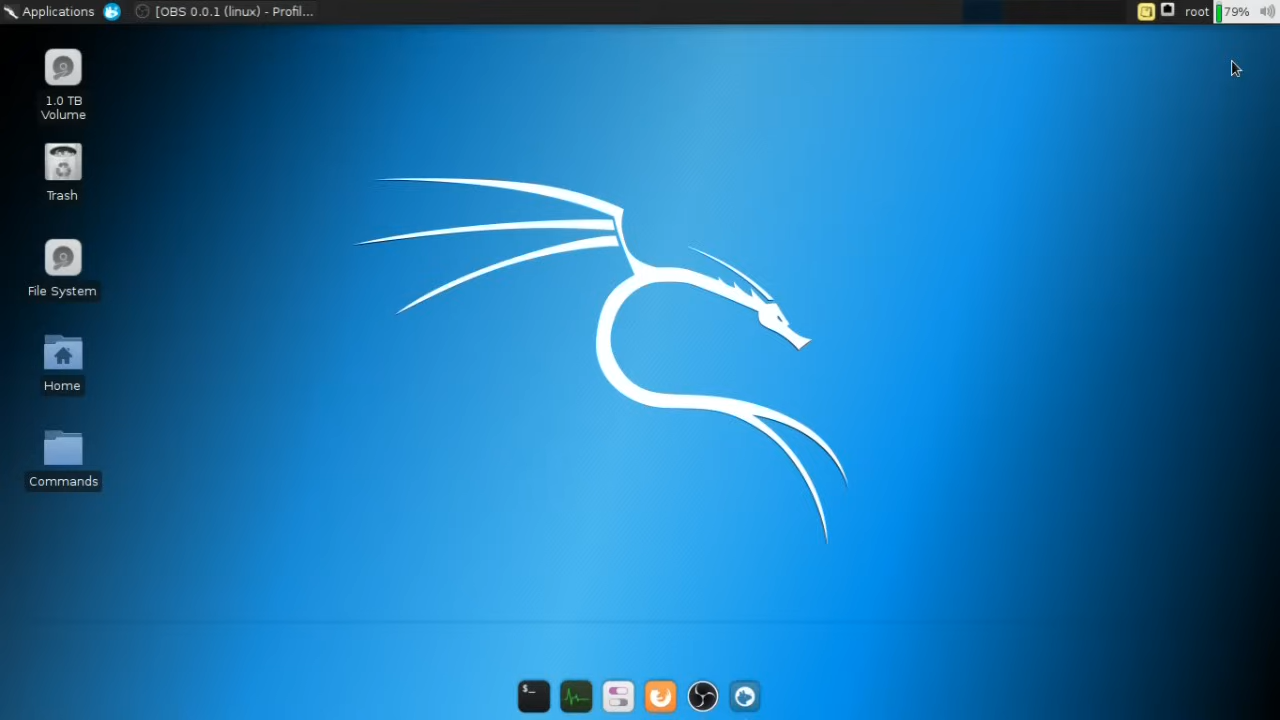 Applications
[OBS 0.0.1 (linux) - Profil...
root
79%
1.0 TB
Volume
Trash
File System
Home
Commands
$_